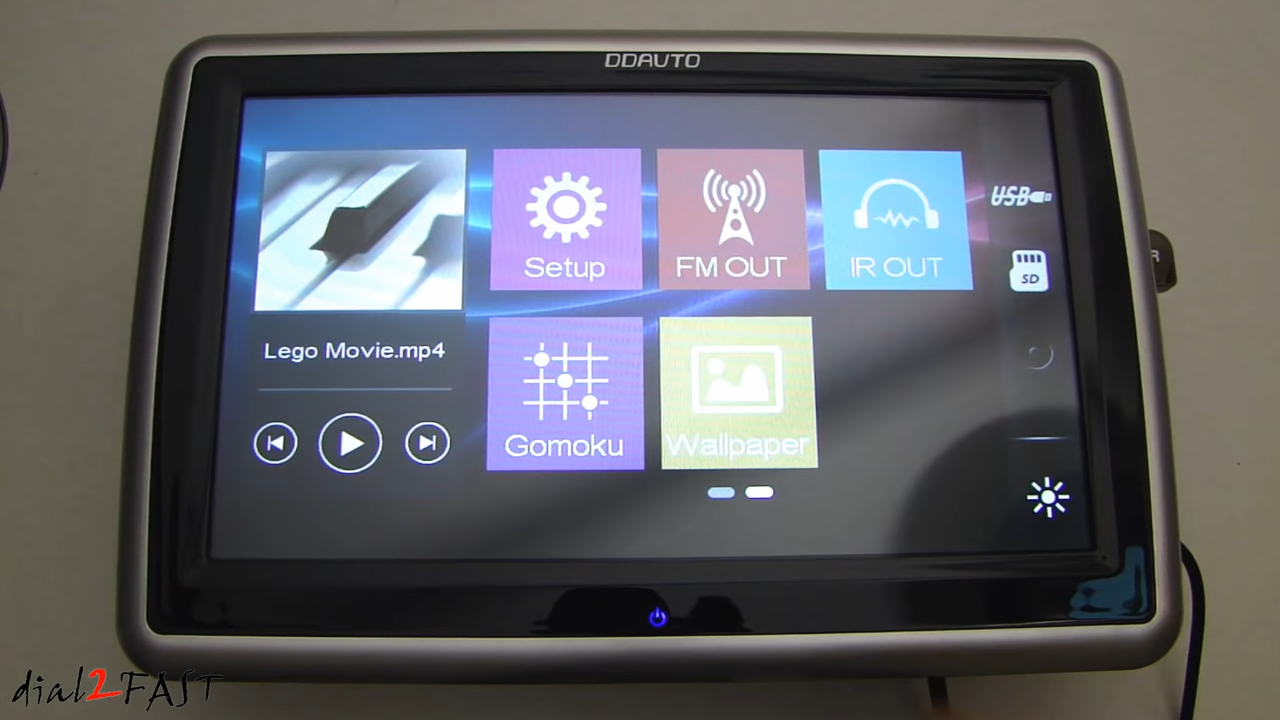 DDAUTO
Setup
FM OUT
IR OUT
USB
SD
R
Lego Movie.mp4
Gomoku
Wallpaper
dial2FAST